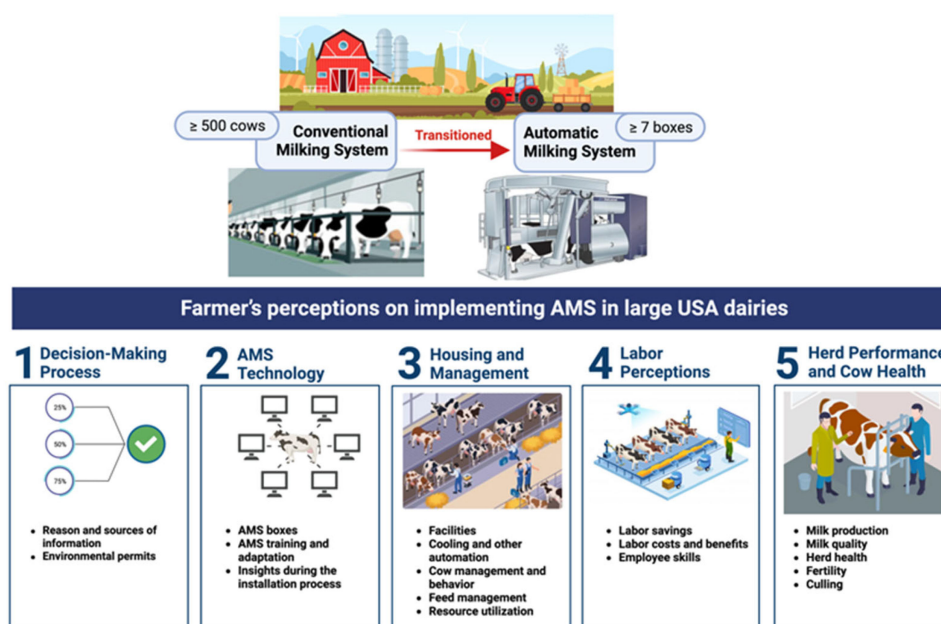 ≥ 500 cows
Conventional
Milking System
Transitioned
Automatic
Milking System
≥ 7 boxes
3
Farmer's perceptions on implementing AMS in large USA dairies
1 Decision-Making
Process
25%
50%
75%
• Reason and sources of
information
• Environmental permits
2 AMS
Technology
• AMS boxes
• AMS training and
adaptation
• Insights during the
installation process
3 Housing and
Management
• Facilities
• Cooling and other
automation
• Cow management and
behavior
• Feed management
• Resource utilization
4 Labor
Perceptions
• Labor savings
• Labor costs and benefits
• Employee skills
5 Herd Performance
and Cow Health
• Milk production
• Milk quality
• Herd health
• Fertility
• Culling